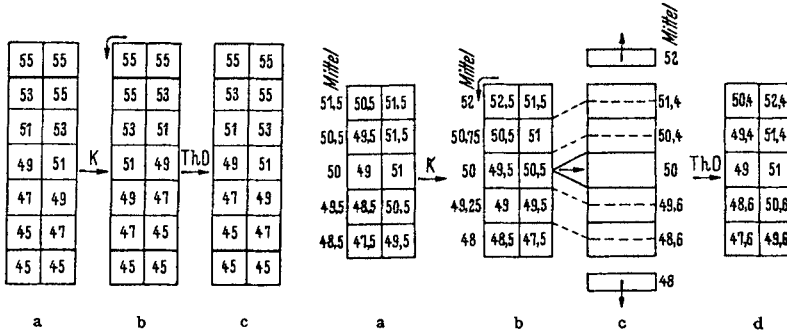 55 55
53 55
51 53
49 51
47 49
45 47
45 45
a
K
55 55
55 53
53 51
51 49
49 47
47 45
45 45
b
ThD
55 55
53 55
51 53
49 51
47 49
45 47
45 45
c
Mittel
51,5 50,5 51,5
50,5 49,5 51,5
50 49 51
49,5 48,5 50,5
48,5 47,5 49,5
a
K
Mittel
52 52,5 51,5
50,75 50,5 51
50 49,5 50,5
49,25 49 49,5
48 48,5 47,5
b
Mittel
52
51,4
50,4
50
49,6
48,6
48
c
ThD
50,4 52,4
49,4 51,4
49 51
48,6 50,6
47,6 49,6
d